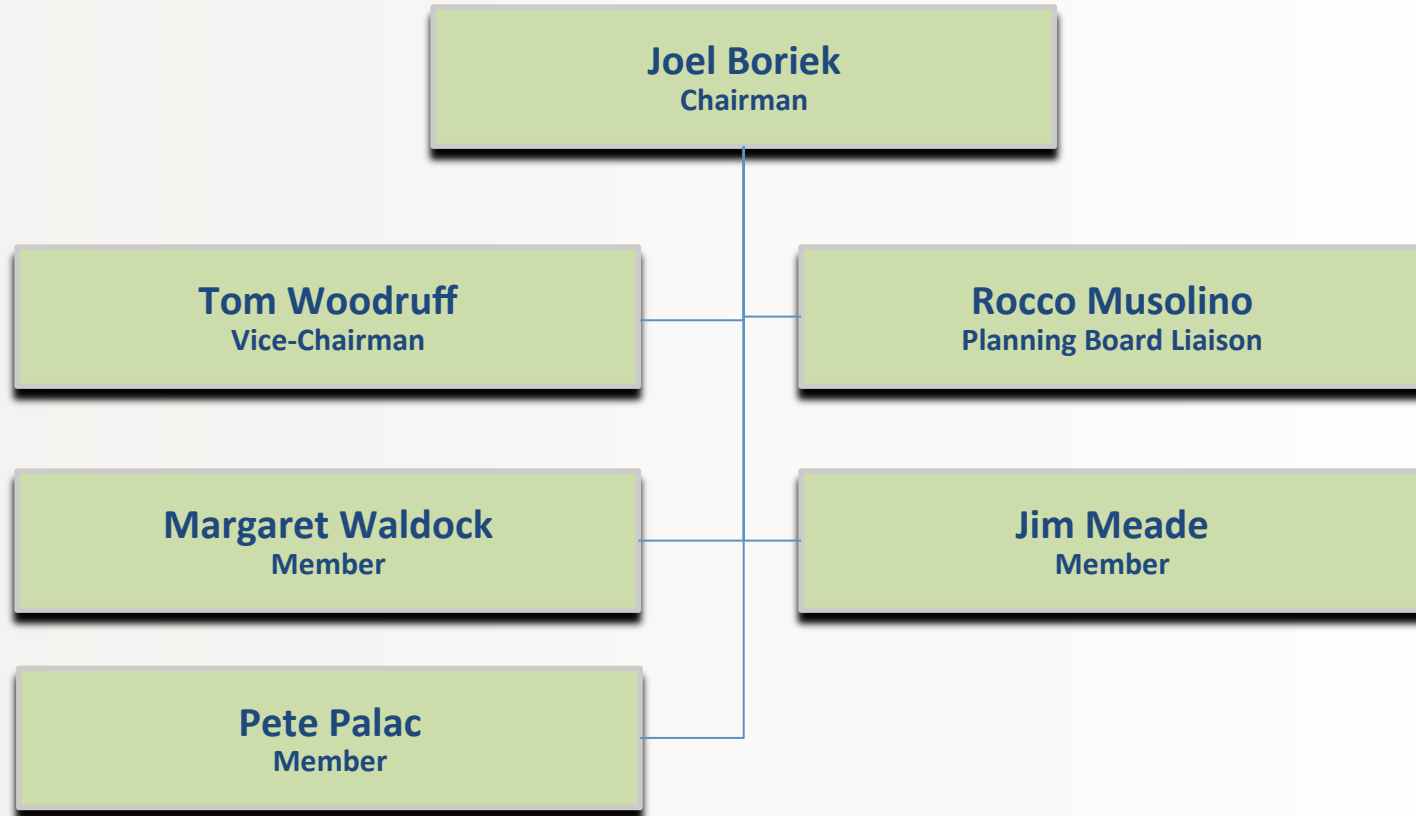 Joel Boriek
Chairman
Tom Woodruff
Vice-Chairman
Rocco Musolino
Planning Board Liaison
Margaret Waldock
Member
Jim Meade
Member
Pete Palac
Member